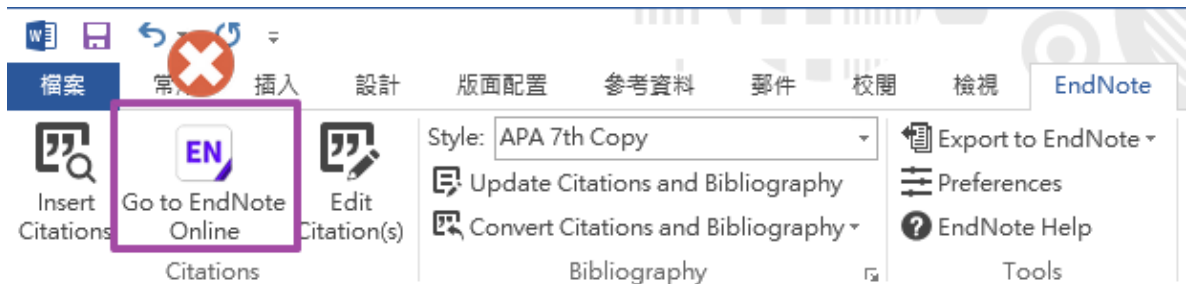 檔案 插入 設計 版面配置 參考資料 郵件 校閱 檢視 EndNote
EN
Insert Citations
Go to EndNote Online
Edit Citation(s)
Citations
Style: APA 7th Copy
Update Citations and Bibliography
Convert Citations and Bibliography
Bibliography
Export to EndNote
Preferences
EndNote Help
Tools